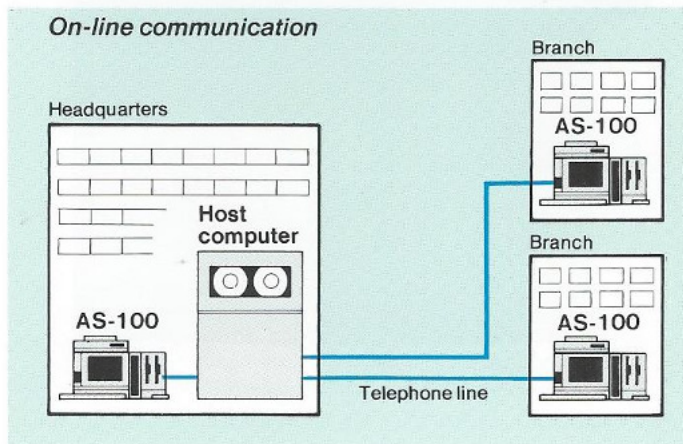 On-line communication
Headquarters
Host
computer
AS-100
Telephone line
Branch
AS-100
Branch
AS-100